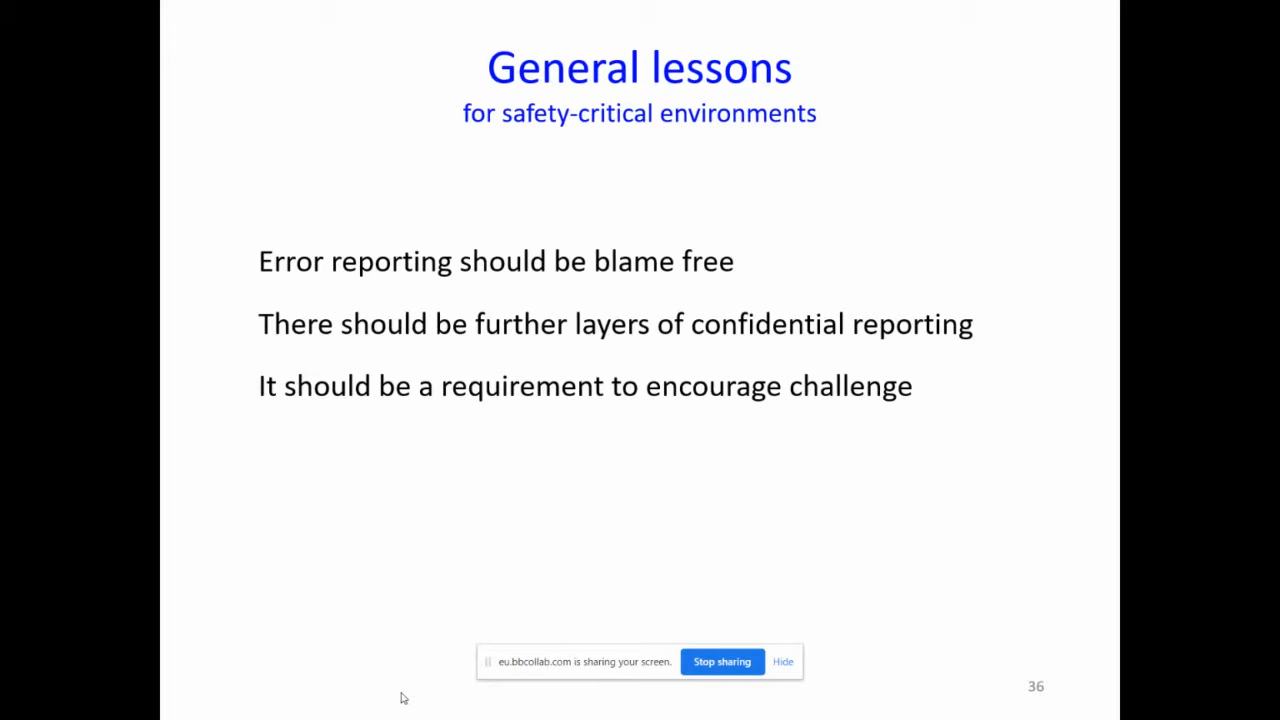 General lessons
for safety-critical environments
Error reporting should be blame free
There should be further layers of confidential reporting
It should be a requirement to encourage challenge
eu.bbcollab.com is sharing your screen. Stop sharing Hide
36